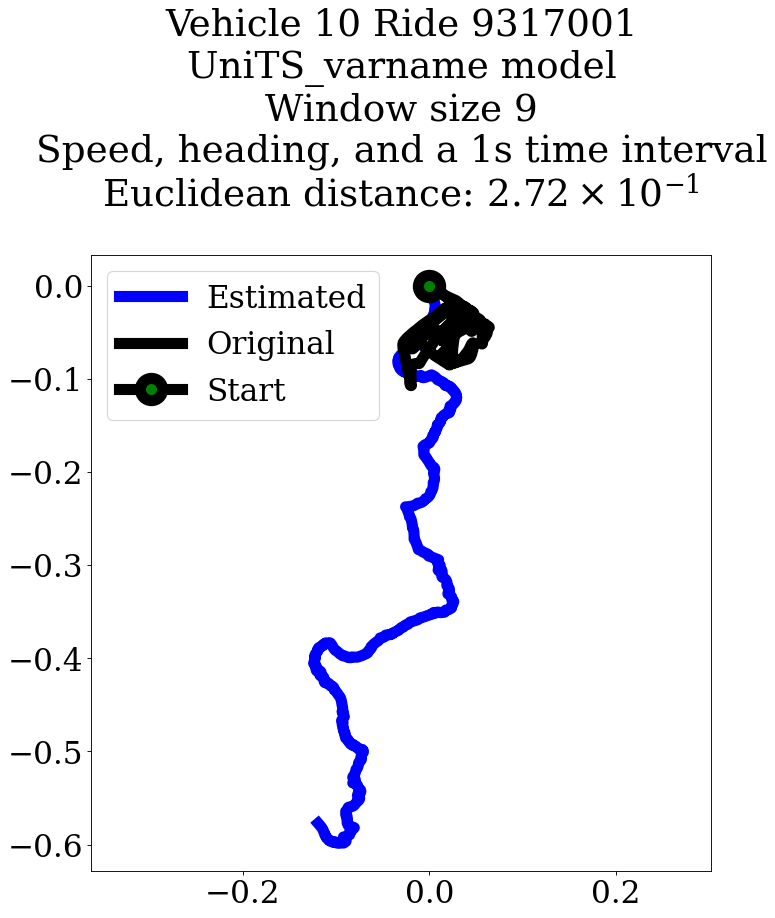 Vehicle 10 Ride 9317001
UniTS_varname model
Window size 9
Speed, heading, and a 1s time interval
Euclidean distance: 2.72 × 10⁻¹
Estimated
Original
Start
0.0
−0.1
−0.2
−0.3
−0.4
−0.5
−0.6
−0.2
0.0
0.2